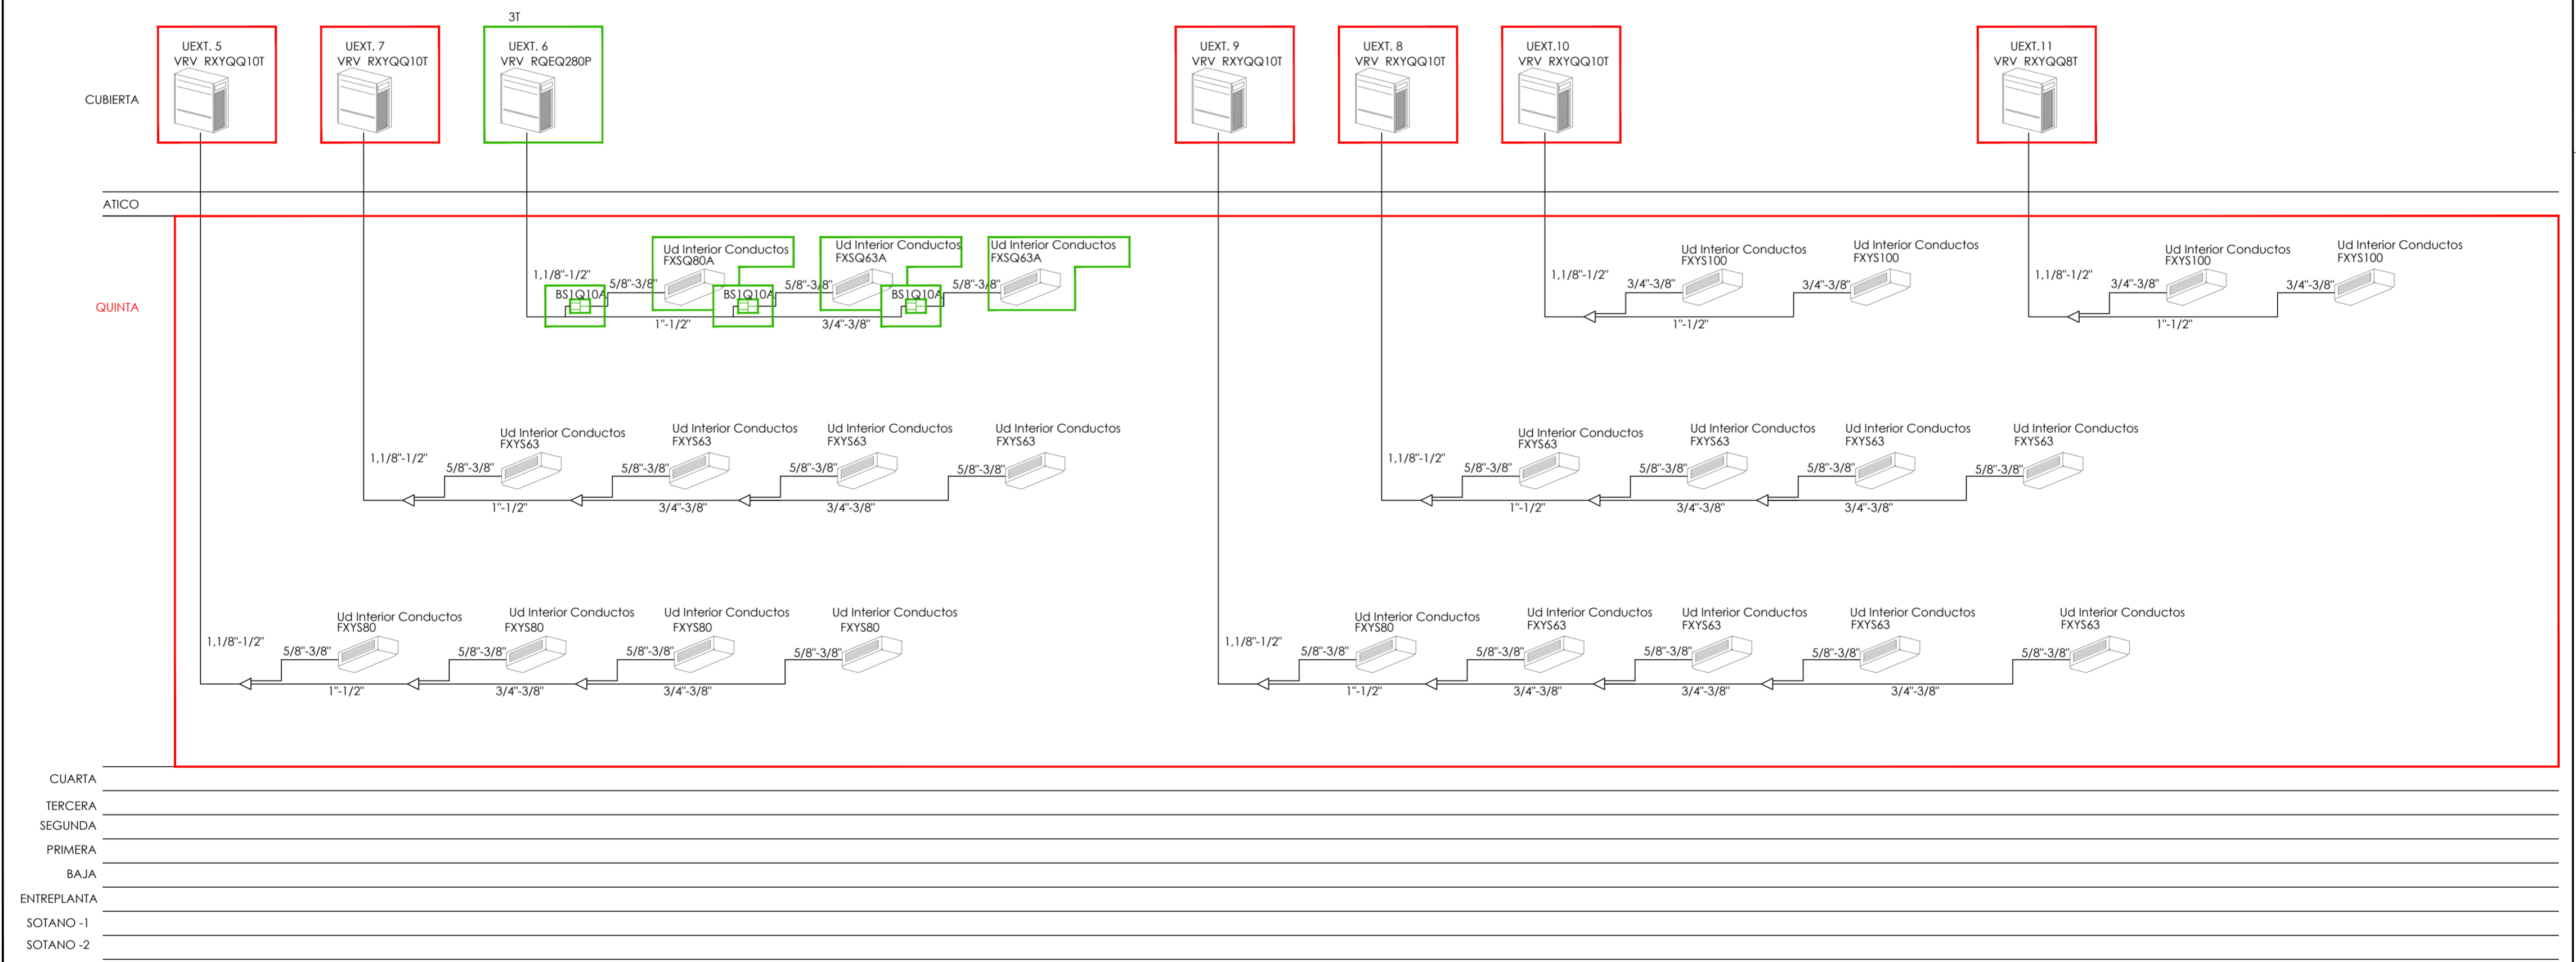 3T
UEXT. 5
VRV RXYQQ10T
UEXT. 7
VRV RXYQQ10T
UEXT. 6
VRV RQEQ280P
UEXT. 9
VRV RXYQQ10T
UEXT. 8
VRV RXYQQ10T
UEXT.10
VRV RXYQQ10T
UEXT.11
VRV RXYQQ8T
CUBIERTA
ATICO
QUINTA
1,1/8"-1/2"
BS1Q10A
5/8"-3/8"
Ud Interior Conductos
FXSQ80A
1"-1/2"
BS1Q10A
5/8"-3/8"
Ud Interior Conductos
FXSQ63A
3/4"-3/8"
BS1Q10A
5/8"-3/8"
Ud Interior Conductos
FXSQ63A
1,1/8"-1/2"
3/4"-3/8"
Ud Interior Conductos
FXYS100
1"-1/2"
3/4"-3/8"
Ud Interior Conductos
FXYS100
1,1/8"-1/2"
3/4"-3/8"
Ud Interior Conductos
FXYS100
1"-1/2"
3/4"-3/8"
Ud Interior Conductos
FXYS100
1,1/8"-1/2"
5/8"-3/8"
Ud Interior Conductos
FXYS63
1"-1/2"
5/8"-3/8"
Ud Interior Conductos
FXYS63
3/4"-3/8"
5/8"-3/8"
Ud Interior Conductos
FXYS63
3/4"-3/8"
5/8"-3/8"
Ud Interior Conductos
FXYS63
1,1/8"-1/2"
5/8"-3/8"
Ud Interior Conductos
FXYS63
1"-1/2"
5/8"-3/8"
Ud Interior Conductos
FXYS63
3/4"-3/8"
5/8"-3/8"
Ud Interior Conductos
FXYS63
3/4"-3/8"
5/8"-3/8"
Ud Interior Conductos
FXYS63
1,1/8"-1/2"
5/8"-3/8"
Ud Interior Conductos
FXYS80
1"-1/2"
5/8"-3/8"
Ud Interior Conductos
FXYS80
3/4"-3/8"
5/8"-3/8"
Ud Interior Conductos
FXYS80
3/4"-3/8"
5/8"-3/8"
Ud Interior Conductos
FXYS80
1,1/8"-1/2"
5/8"-3/8"
Ud Interior Conductos
FXYS80
1"-1/2"
5/8"-3/8"
Ud Interior Conductos
FXYS63
3/4"-3/8"
5/8"-3/8"
Ud Interior Conductos
FXYS63
3/4"-3/8"
5/8"-3/8"
Ud Interior Conductos
FXYS63
3/4"-3/8"
5/8"-3/8"
Ud Interior Conductos
FXYS63
CUARTA
TERCERA
SEGUNDA
PRIMERA
BAJA
ENTREPLANTA
SOTANO -1
SOTANO -2